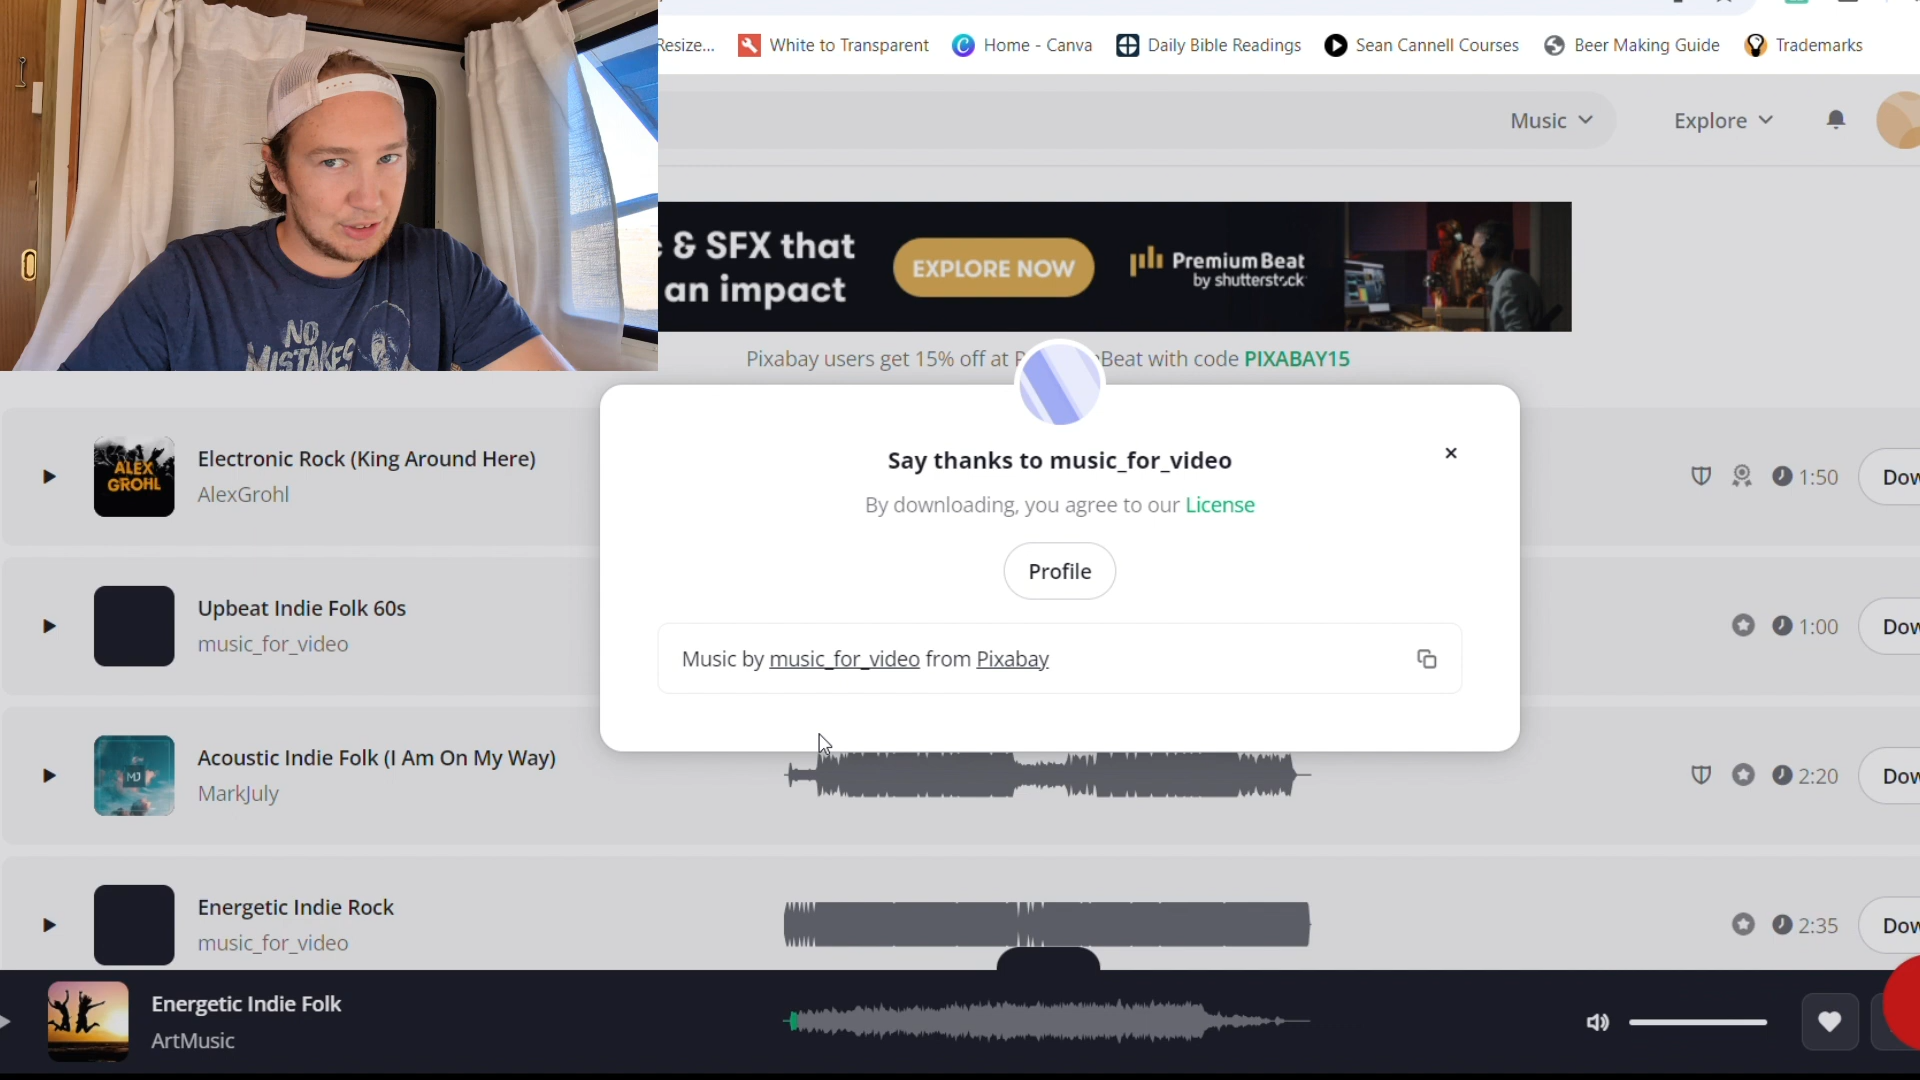 Resize...
White to Transparent
Home - Canva
Daily Bible Readings
Sean Cannell Courses
Beer Making Guide
Trademarks
Music
Explore
NO
MISTAKES
& SFX that
an impact
EXPLORE NOW
PremiumBeat
by shutterstock
Pixabay users get 15% off at P Beat with code PIXABAY15
Say thanks to music_for_video
By downloading, you agree to our License
Profile
Music by music_for_video from Pixabay
ALEX
GROHL
Electronic Rock (King Around Here)
AlexGrohl
1:50
Dow
Upbeat Indie Folk 60s
music_for_video
1:00
Dow
MJ
Acoustic Indie Folk (I Am On My Way)
MarkJuly
2:20
Dow
Energetic Indie Rock
music_for_video
2:35
Dow
Energetic Indie Folk
ArtMusic